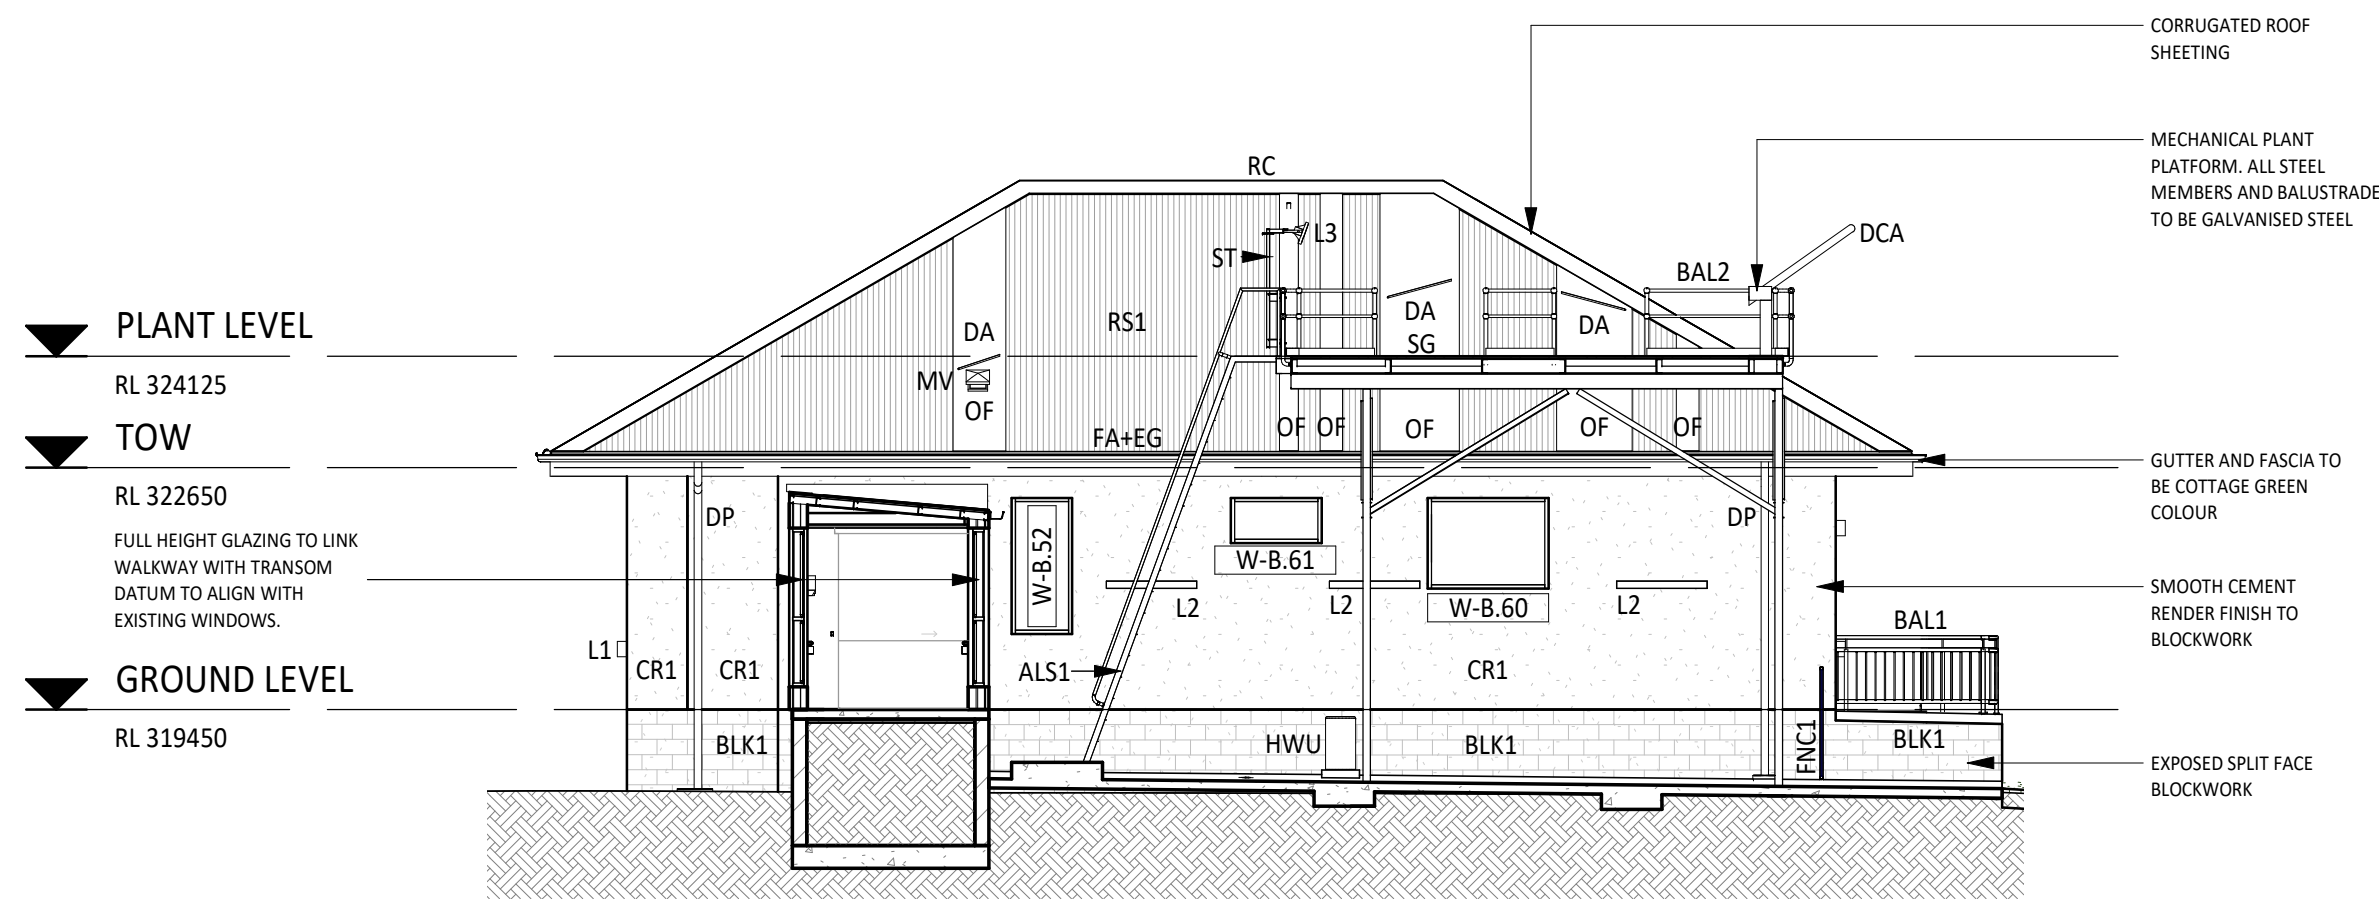 CORRUGATED ROOF
SHEETING
MECHANICAL PLANT
PLATFORM. ALL STEEL
MEMBERS AND BALUSTRADE
TO BE GALVANISED STEEL
RC
L3
ST
DCA
BAL2
PLANT LEVEL
RL 324125
DA
MV
OF
RS1
DA
SG
DA
TOW
RL 322650
FA+EG
OF
OF
OF
OF
OF
GUTTER AND FASCIA TO
BE COTTAGE GREEN
COLOUR
FULL HEIGHT GLAZING TO LINK
WALKWAY WITH TRANSOM
DATUM TO ALIGN WITH
EXISTING WINDOWS.
DP
W-B.52
W-B.61
W-B.60
DP
L2
L2
L2
SMOOTH CEMENT
RENDER FINISH TO
BLOCKWORK
BAL1
L1
CR1
CR1
ALS1
CR1
GROUND LEVEL
RL 319450
BLK1
HWU
BLK1
FNC1
BLK1
EXPOSED SPLIT FACE
BLOCKWORK